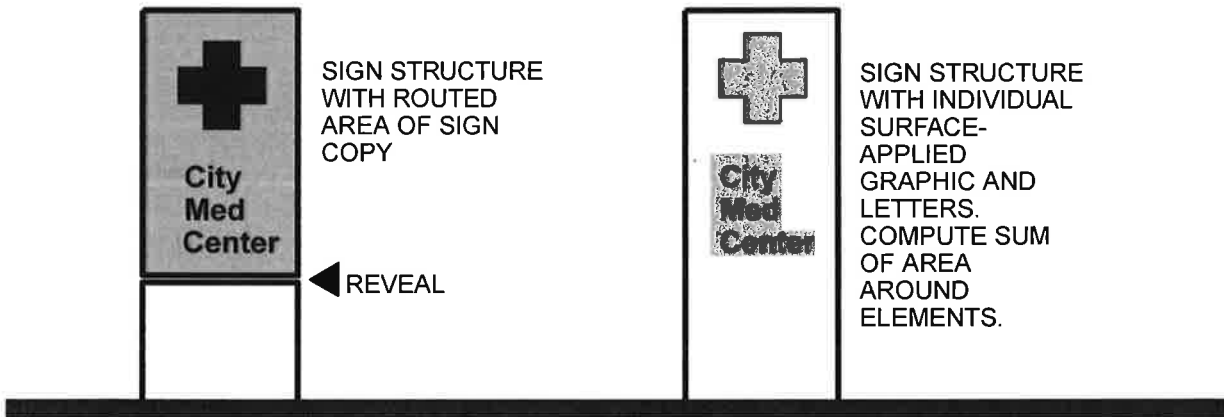 City
Med
Center
SIGN STRUCTURE
WITH ROUTED
AREA OF SIGN
COPY
REVEAL
City
Med
Center
SIGN STRUCTURE
WITH INDIVIDUAL
SURFACE-
APPLIED
GRAPHIC AND
LETTERS.
COMPUTE SUM
OF AREA
AROUND
ELEMENTS.